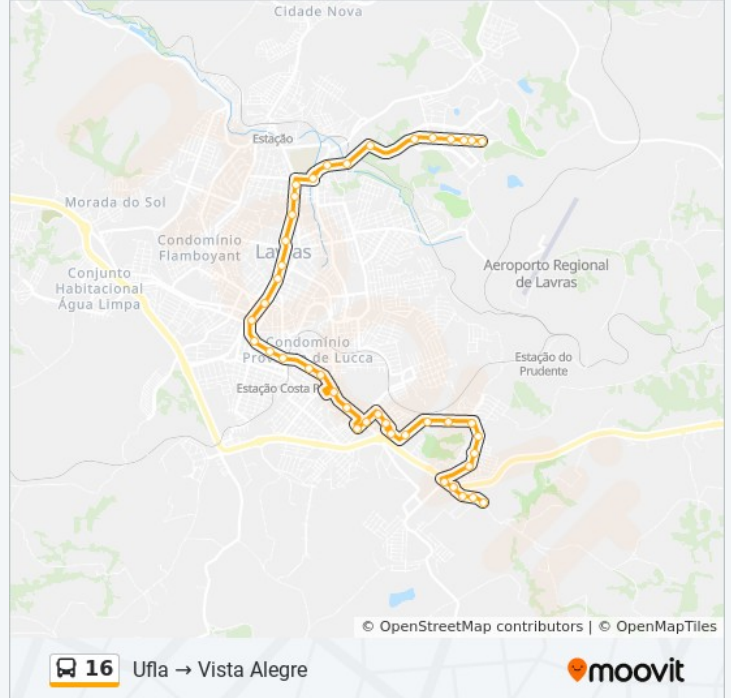 Cidade Nova
Estação
Morada do Sol
Condomínio
Flamboyant
Lavras
Aeroporto Regional
de Lavras
Conjunto
Habitacional
Água Limpa
Condomínio
de Lucca
Estação do
Prudente
Estação Costa
© OpenStreetMap contributors | © OpenMapTiles
16 Ufla → Vista Alegre
moovit